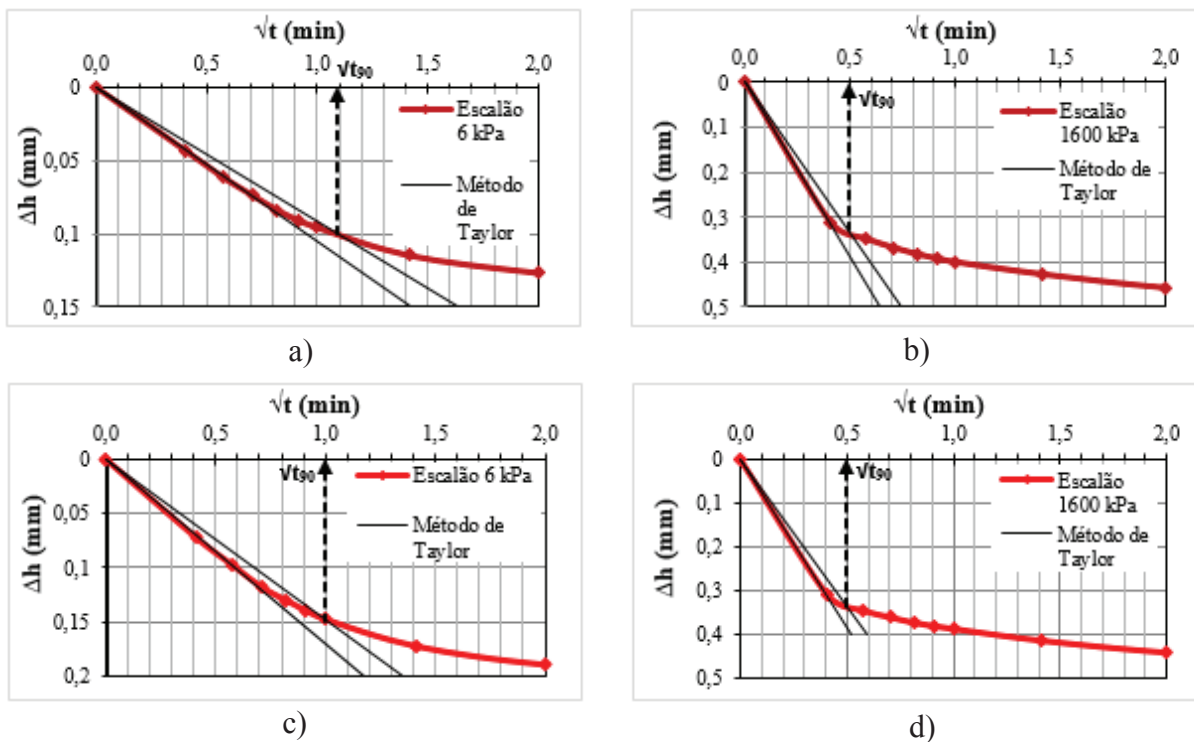 √t (min)
0,0 0,5 1,0 1,5 2,0
√t₉₀
0
0,05
0,1
0,15
Δh (mm)
Escalão
6 kPa
Método
de
Taylor
a)
√t (min)
0,0 0,5 1,0 1,5 2,0
√t₉₀
0
0,1
0,2
0,3
0,4
0,5
Δh (mm)
Escalão
1600 kPa
Método de
Taylor
b)
√t (min)
0,0 0,5 1,0 1,5 2,0
√t₉₀
0
0,05
0,1
0,15
0,2
Δh (mm)
Escalão 6 kPa
Método de
Taylor
c)
√t (min)
0,0 0,5 1,0 1,5 2,0
√t₉₀
0
0,1
0,2
0,3
0,4
0,5
Δh (mm)
Escalão
1600 kPa
Método de
Taylor
d)